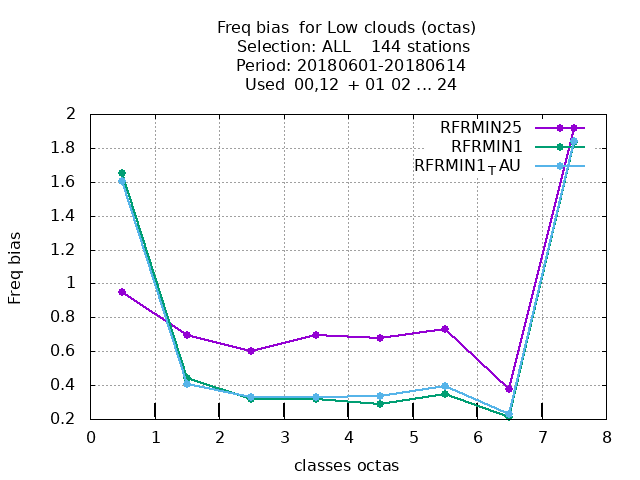 Freq bias  for Low clouds (octas)
Selection: ALL    144 stations
Period: 20180601-20180614
Used  00,12  + 01 02 ... 24
RFRMIN25
RFRMIN1
RFRMIN1TAU
Freq bias
2
1.8
1.6
1.4
1.2
1
0.8
0.6
0.4
0.2
0 1 2 3 4 5 6 7 8
classes octas